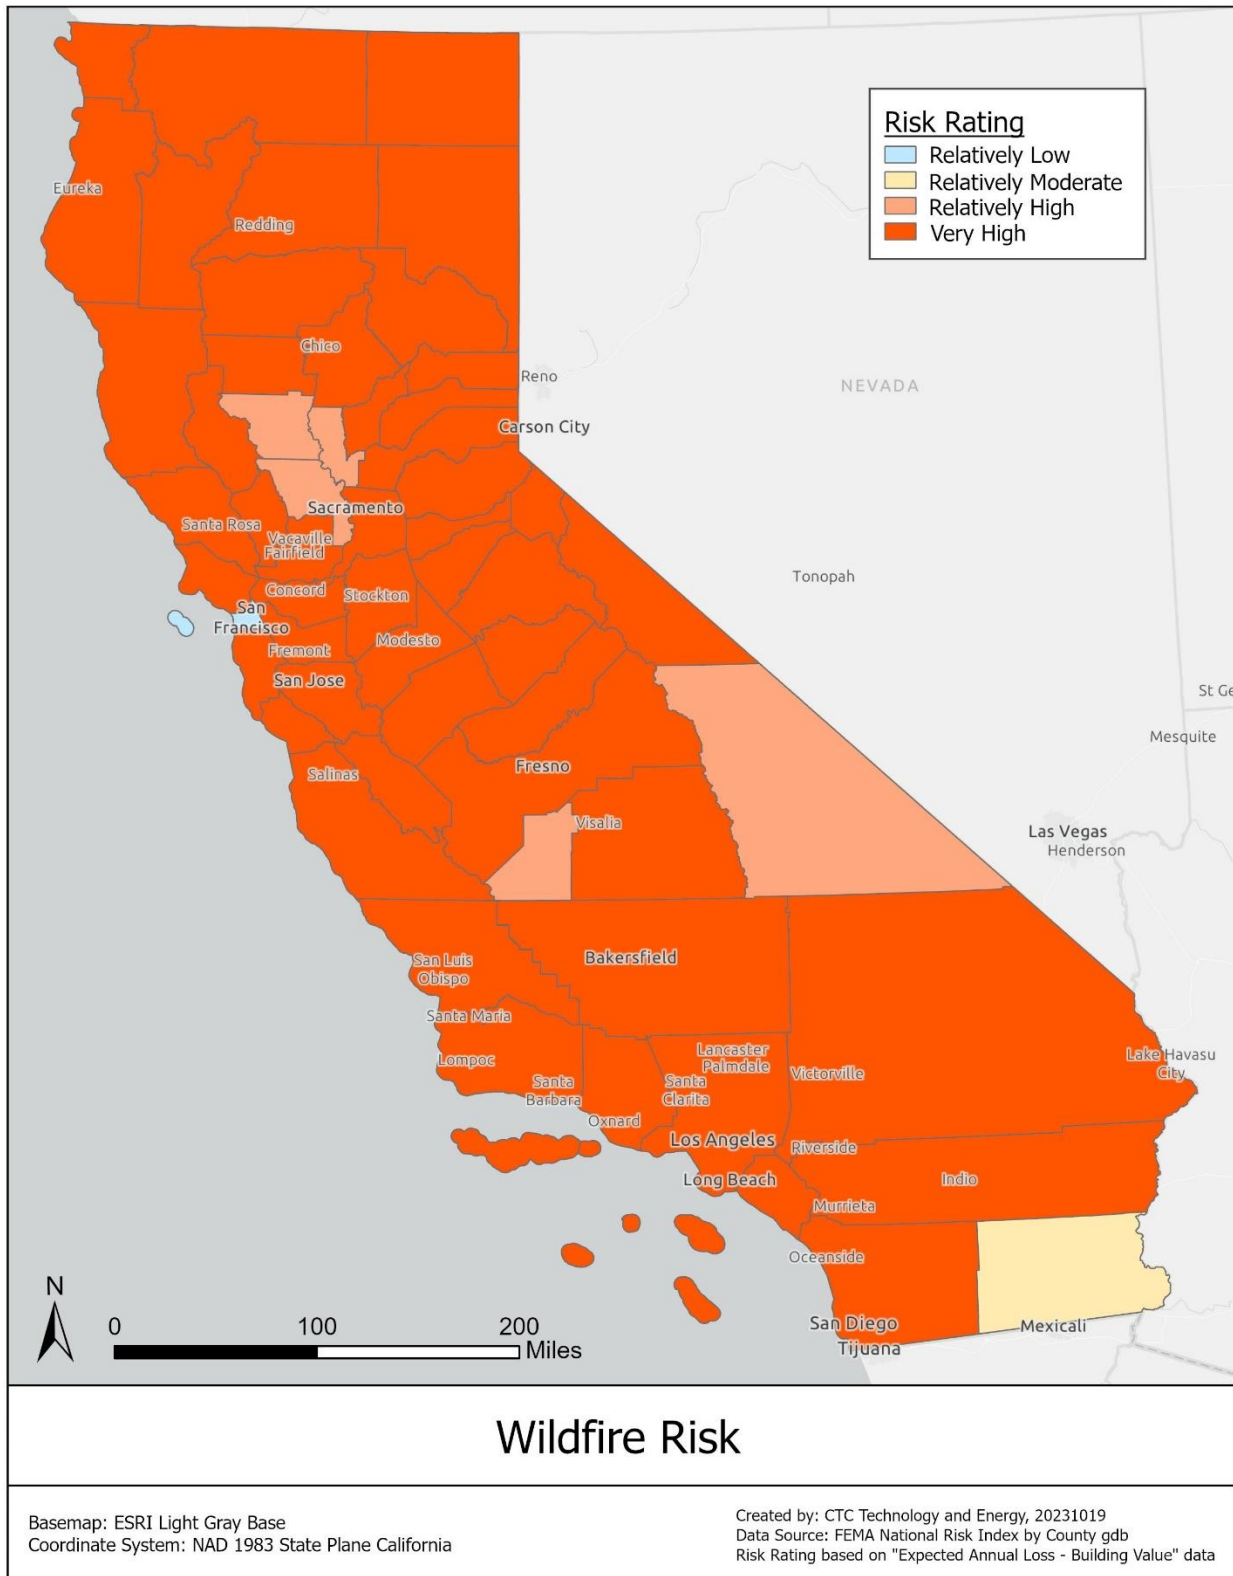 Risk Rating
Relatively Low
Relatively Moderate
Relatively High
Very High
Eureka
Redding
Chico
Reno
NEVADA
Carson City
Sacramento
Santa Rosa
Vacaville
Fairfield
Concord
Stockton
Tonopah
San
Francisco
Modesto
Fremont
San Jose
St Ge
Mesquite
Fresno
Salinas
Visalia
Las Vegas
Henderson
Bakersfield
San Luis
Obispo
Santa Maria
Lompoc
Lancaster
Palmdale
Victorville
Lake Havasu
City
Santa
Barbara
Santa
Clarita
Oxnard
Los Angeles
Riverside
Long Beach
Indio
Murrieta
Oceanside
San Diego
Tijuana
Mexicali
N
0 100 200
Miles
Wildfire Risk
Basemap: ESRI Light Gray Base
Coordinate System: NAD 1983 State Plane California
Created by: CTC Technology and Energy, 20231019
Data Source: FEMA National Risk Index by County gdb
Risk Rating based on "Expected Annual Loss - Building Value" data